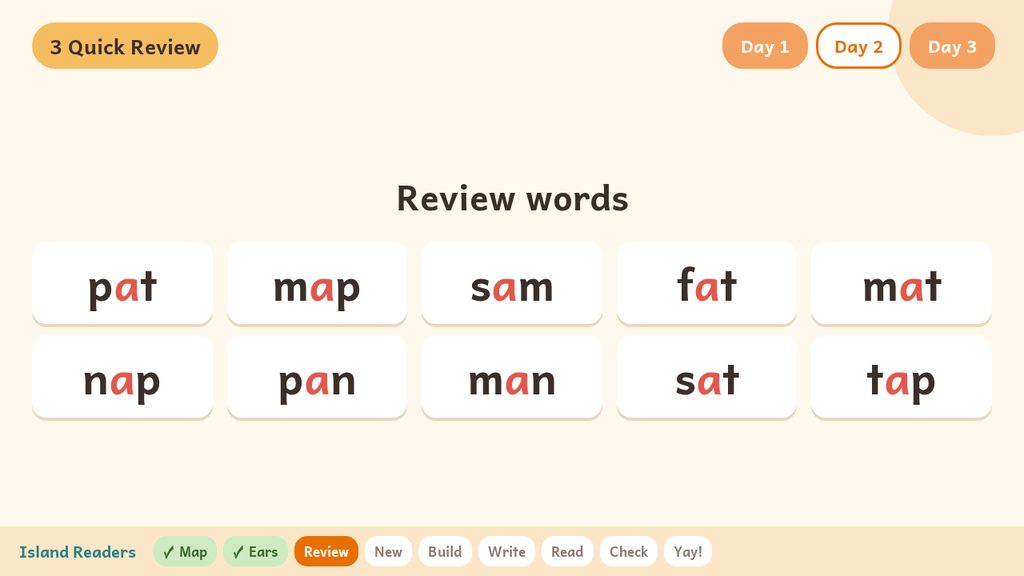 3 Quick Review
Day 1 Day 2 Day 3
Review words
pat map sam fat mat
nap pan man sat tap
Island Readers ✓ Map ✓ Ears Review New Build Write Read Check Yay!